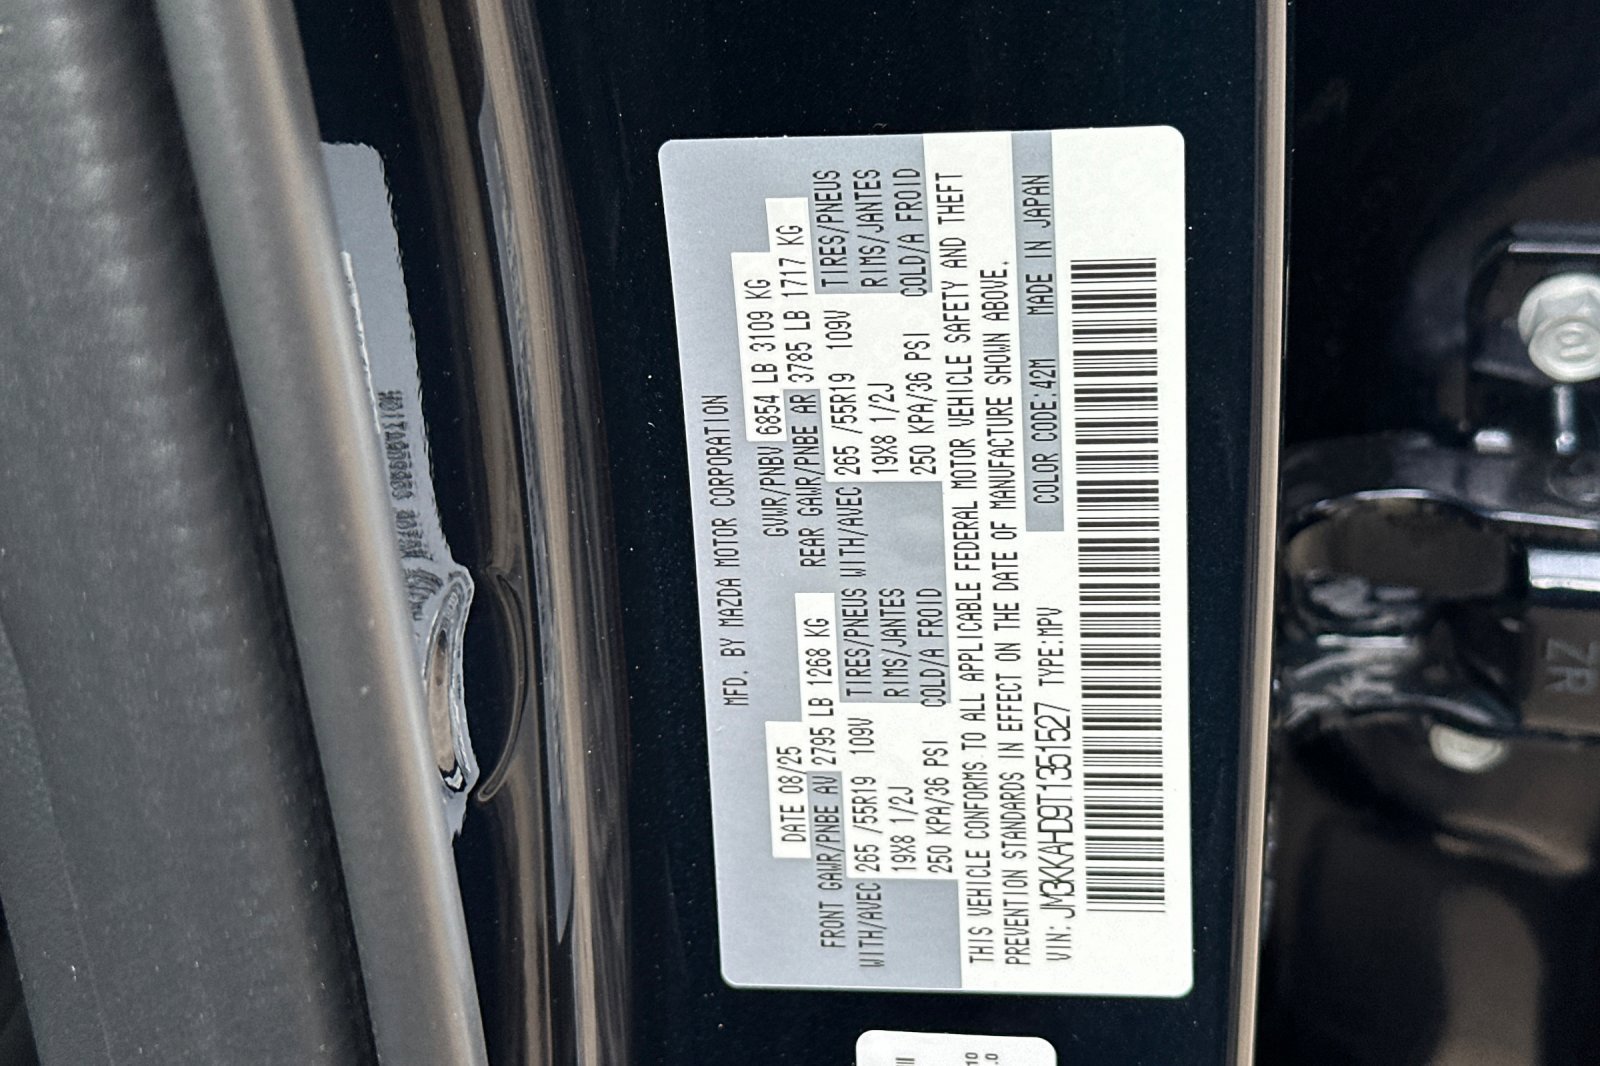 MFD. BY MAZDA MOTOR CORPORATION
DATE 08/25 GVWR/PNBV 6854 LB 3109 KG
FRONT GAWR/PNBE AV 2795 LB 1268 KG REAR GAWR/PNBE AR 3785 LB 1717 KG
WITH/AVEC 265 /55R19 109V TIRES/PNEUS WITH/AVEC 265 /55R19 109V TIRES/PNEUS
19X8 1/2J RIMS/JANTES 19X8 1/2J RIMS/JANTES
250 KPA/36 PSI COLD/A FROID 250 KPA/36 PSI COLD/A FROID
THIS VEHICLE CONFORMS TO ALL APPLICABLE FEDERAL MOTOR VEHICLE SAFETY AND THEFT
PREVENTION STANDARDS IN EFFECT ON THE DATE OF MANUFACTURE SHOWN ABOVE.
VIN: JM3KKAHD9T1351527 TYPE:MPV COLOR CODE:42M MADE IN JAPAN
ZR